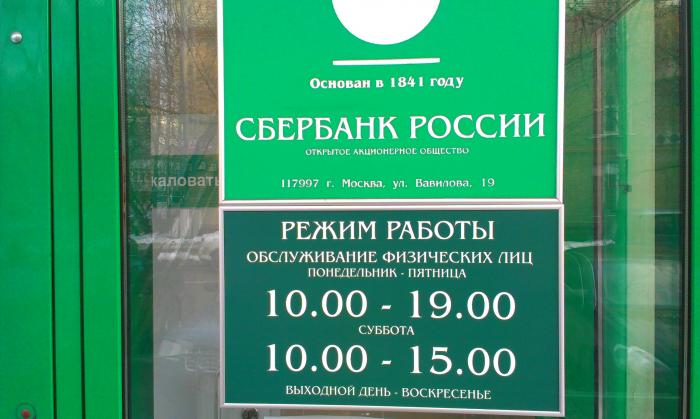 Основан в 1841 году
СБЕРБАНК РОССИИ
ОТКРЫТОЕ АКЦИОНЕРНОЕ ОБЩЕСТВО
117997 г. Москва, ул. Вавилова, 19
каловать
РЕЖИМ РАБОТЫ
ОБСЛУЖИВАНИЕ ФИЗИЧЕСКИХ ЛИЦ
ПОНЕДЕЛЬНИК - ПЯТНИЦА
10.00 - 19.00
СУББОТА
10.00 - 15.00
ВЫХОДНОЙ ДЕНЬ - ВОСКРЕСЕНЬЕ